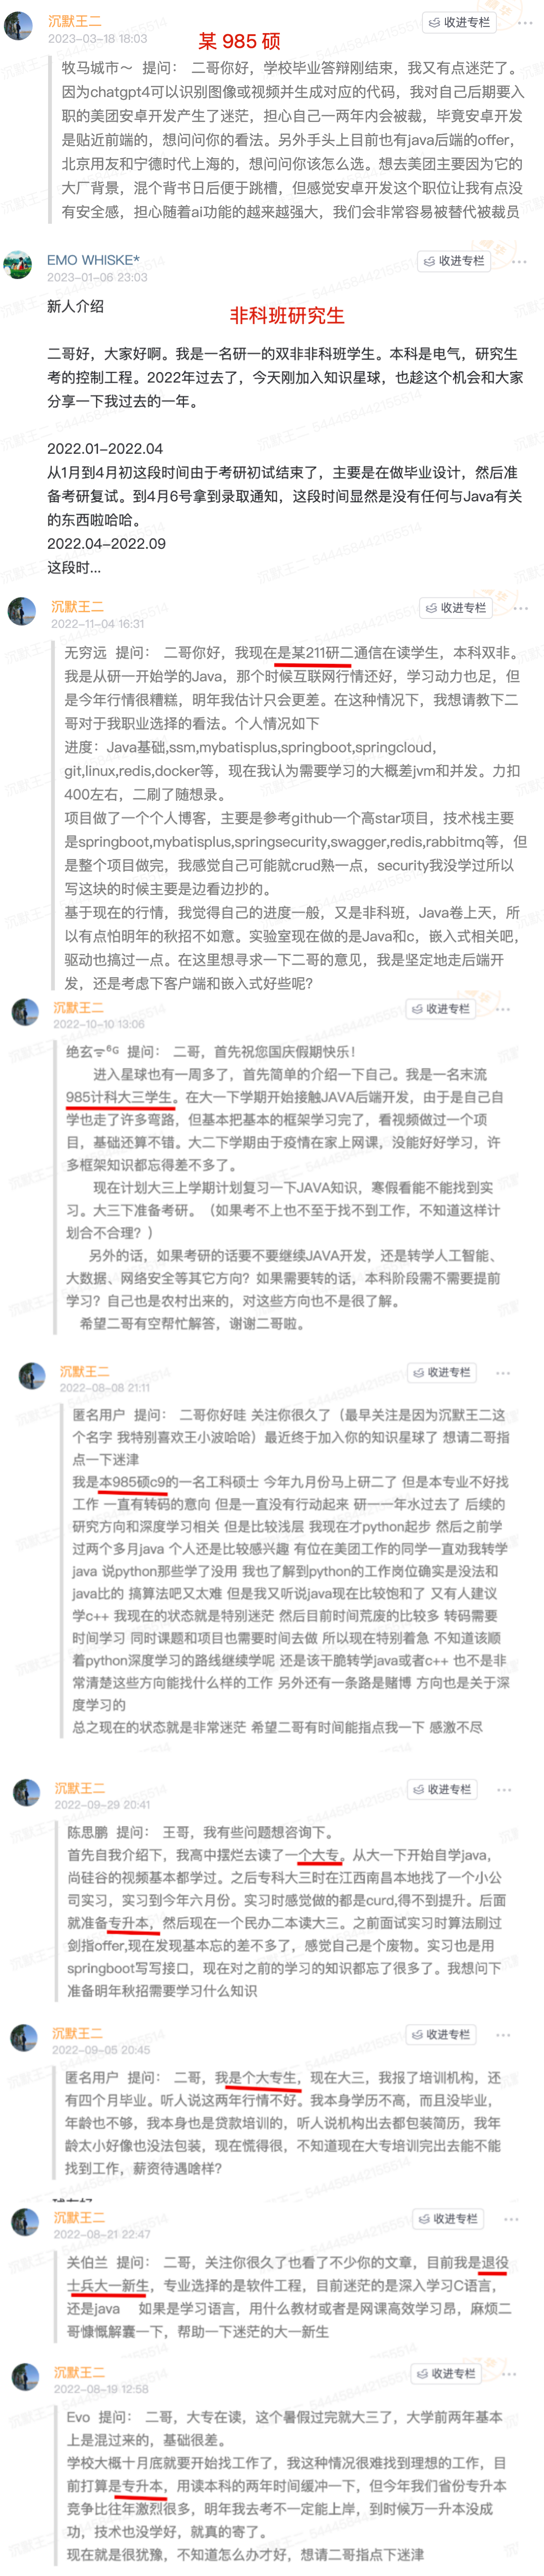 沉默王二
收进专栏
2023-03-18 18:03
某 985 硕
牧马城市～ 提问： 二哥你好，学校毕业答辩刚结束，我又有点迷茫了。
因为chatgpt4可以识别图像或视频并生成对应的代码，我对自己后期要入
职的美团安卓开发产生了迷茫，担心自己一两年内会被裁，毕竟安卓开发
是贴近前端的，想问问你的看法。另外手头上目前也有java后端的offer，
北京用友和宁德时代上海的，想问问你该怎么选。想去美团主要因为它的
大厂背景，混个背书日后便于跳槽，但感觉安卓开发这个职位让我有点没
有安全感，担心随着ai功能的越来越强大，我们会非常容易被替代被裁员
EMO WHISKE*
收进专栏
2023-01-06 23:03
新人介绍
非科班研究生
二哥好，大家好啊。我是一名研一的双非非科班学生。本科是电气，研究生
考的控制工程。2022年过去了，今天刚加入知识星球，也趁这个机会和大家
分享一下我过去的一年。
2022.01-2022.04
从1月到4月初这段时间由于考研初试结束了，主要是在做毕业设计，然后准
备考研复试。到4月6号拿到录取通知，这段时间显然是没有任何与Java有关
的东西啦哈哈。
2022.04-2022.09
这段时...
沉默王二
收进专栏
2022-11-04 16:31
无穷远 提问： 二哥你好，我现在是某211研二通信在读学生，本科双非。
我是从研一开始学的Java，那个时候互联网行情还好，学习动力也足，但
是今年行情很糟糕，明年我估计只会更差。在这种情况下，我想请教下二
哥对于我职业选择的看法。个人情况如下
进度：Java基础,ssm,mybatisplus,springboot,springcloud,
git,linux,redis,docker等，现在我认为需要学习的大概差jvm和并发。力扣
400左右，二刷了随想录。
项目做了一个个人博客，主要是参考github一个高star项目，技术栈主要
是springboot,mybatisplus,springsecurity,swagger,redis,rabbitmq等，但
是整个项目做完，我感觉自己可能就crud熟一点，security我没学过所以
写这块的时候主要是边看边抄的。
基于现在的行情，我觉得自己的进度一般，又是非科班，Java卷上天，所
以有点怕明年的秋招不如意。实验室现在做的是Java和c，嵌入式相关吧，
驱动也搞过一点。在这里想寻求一下二哥的意见，我是坚定地走后端开
发，还是考虑下客户端和嵌入式好些呢?
沉默王二
收进专栏
2022-10-10 13:06
绝玄ᯤ⁶ᴳ 提问： 二哥，首先祝您国庆假期快乐！
进入星球也有一周多了，首先简单的介绍一下自己。我是一名末流
985计科大三学生。在大一下学期开始接触JAVA后端开发，由于是自己自
学也走了许多弯路，但基本把基本的框架学习完了，看视频做过一个项
目，基础还算不错。大二下学期由于疫情在家上网课，没能好好学习，许
多框架知识都忘得差不多了。
现在计划大三上学期计划复习一下JAVA知识，寒假看能不能找到实
习。大三下准备考研。（如果考不上也不至于找不到工作，不知道这样计
划合不合理？）
另外的话，如果考研的话要不要继续JAVA开发，还是转学人工智能、
大数据、网络安全等其它方向？如果需要转的话，本科阶段需不需要提前
学习？自己也是农村出来的，对这些方向也不是很了解。
希望二哥有空帮忙解答，谢谢二哥啦。
沉默王二
收进专栏
2022-08-08 21:11
匿名用户 提问： 二哥你好哇 关注你很久了（最早关注是因为沉默王二这
个名字 我特别喜欢王小波哈哈）最近终于加入你的知识星球了 想请二哥指
点一下迷津
我是本985硕c9的一名工科硕士 今年九月份马上研二了 但是本专业不好找
工作 一直有转码的意向 但是一直没有行动起来 研一一年水过去了 后续的
研究方向和深度学习相关 但是比较浅层 我现在才python起步 然后之前学
过两个多月java 个人还是比较感兴趣 有位在美团工作的同学一直劝我转学
java 说python那些学了没用 我也了解到python的工作岗位确实是没法和
java比的 搞算法吧又太难 但是我又听说java现在比较饱和了 又有人建议
学c++ 我现在的状态就是特别迷茫 然后目前时间荒废的比较多 转码需要
时间学习 同时课题和项目也需要时间去做 所以现在特别着急 不知道该顺
着python深度学习的路线继续学呢 还是该干脆转学java或者c++ 也不是非
常清楚这些方向能找什么样的工作 另外还有一条路是赌博 方向也是关于深
度学习的
总之现在的状态就是非常迷茫 希望二哥有时间能指点我一下 感激不尽
沉默王二
收进专栏
2022-09-29 20:41
陈思鹏 提问： 王哥，我有些问题想咨询下。
首先自我介绍下，我高中摆烂去读了一个大专。从大一下开始自学java，
尚硅谷的视频基本都学过。之后专科大三时在江西南昌本地找了一个小公
司实习，实习到今年六月份。实习时感觉做的都是curd,得不到提升。后面
就准备专升本，然后现在一个民办二本读大三。之前面试实习时算法刷过
剑指offer,现在发现基本忘的差不多了，感觉自己是个废物。实习也是用
springboot写写接口，现在对之前的学习的知识都忘了很多了。我想问下
准备明年秋招需要学习什么知识
沉默王二
收进专栏
2022-09-05 20:45
匿名用户 提问： 二哥，我是个大专生，现在大三，我报了培训机构，还
有四个月毕业。听人说这两年行情不好。我本身学历不高，而且没毕业，
年龄也不够，我本身也是贷款培训的，听人说机构出去都包装简历，我年
龄太小好像也没法包装，现在慌得很，不知道现在大专培训完出去能不能
找到工作，薪资待遇啥样?
沉默王二
收进专栏
2022-08-21 22:47
关伯兰 提问： 二哥，关注你很久了也看了不少你的文章，目前我是退役
士兵大一新生，专业选择的是软件工程，目前迷茫的是深入学习C语言，
还是java 如果是学习语言，用什么教材或者是网课高效学习昂，麻烦二
哥慷慨解囊一下，帮助一下迷茫的大一新生
沉默王二
收进专栏
2022-08-19 12:58
Evo 提问： 二哥，大专在读，这个暑假过完就大三了，大学前两年基本
上是混过来的，基础很差。
学校大概十月底就要开始找工作了，我这种情况很难找到理想的工作，目
前打算是专升本，用读本科的两年时间缓冲一下，但今年我们省份专升本
竞争比往年激烈很多，明年我去考不一定能上岸，到时候万一升本没成
功，技术也没学好，就真的寄了。
现在就是很犹豫，不知道怎么办才好，想请二哥指点下迷津